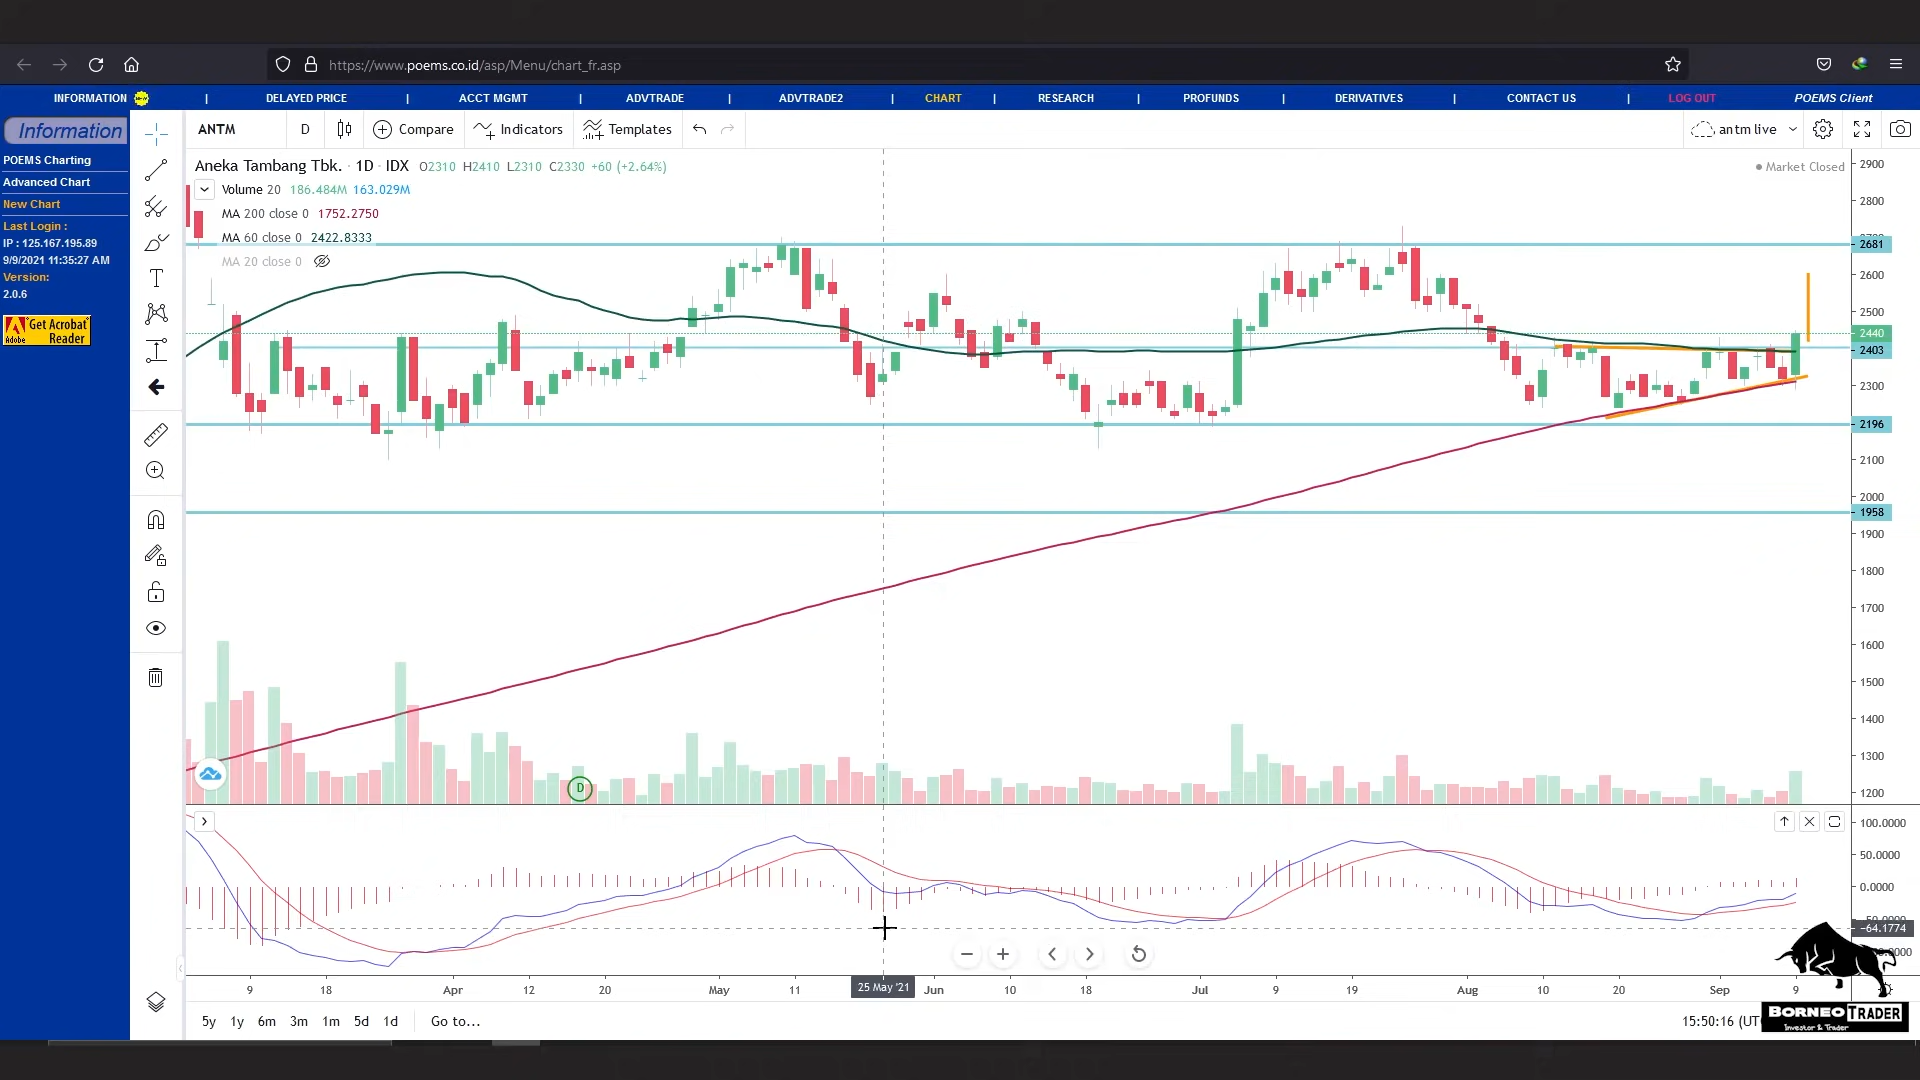 https://www.poems.co.id/asp/Menu/chart_fr.asp
INFORMATION | DELAYED PRICE | ACCT MGMT | ADVTRADE | ADVTRADE2 | CHART | RESEARCH | PROFUNDS | DERIVATIVES | CONTACT US | LOG OUT POEMS Client
Information
POEMS Charting
Advanced Chart
New Chart
Last Login :
IP : 125.167.195.89
9/9/2021 11:35:27 AM
Version:
2.0.6
Get Acrobat
Reader
Adobe
ANTM D Compare Indicators Templates antm live
Aneka Tambang Tbk. · 1D · IDX O2310 H2410 L2310 C2330 +60 (+2.64%)
Market Closed
Volume 20 186.484M 163.029M
MA 200 close 0 1752.2750
MA 60 close 0 2422.8333
MA 20 close 0
2900
2800
2681
2600
2500
2440
2403
2300
2196
2100
2000
1958
1900
1800
1700
1600
1500
1400
1300
1200
D
100.0000
50.0000
0.0000
−64.1774
9 18 Apr 12 20 May 11 25 May '21 Jun 10 18 Jul 9 19 Aug 10 20 Sep 9
5y 1y 6m 3m 1m 5d 1d Go to...
15:50:16 (UT
BORNEO TRADER
Investor & Trader